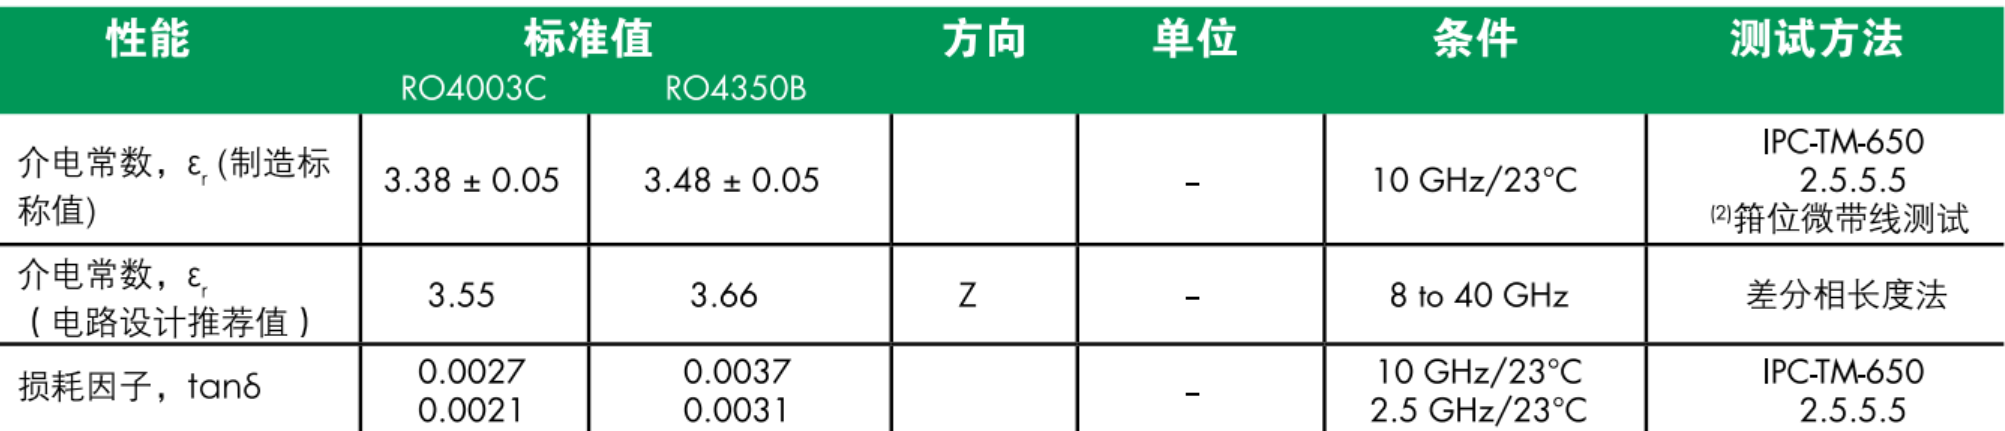 性能 标准值 方向 单位 条件 测试方法
RO4003C RO4350B
介电常数，εr (制造标称值) 3.38 ± 0.05 3.48 ± 0.05 - 10 GHz/23°C IPC-TM-650
2.5.5.5
(2)箝位微带线测试
介电常数，εr
（电路设计推荐值） 3.55 3.66 Z - 8 to 40 GHz 差分相长度法
损耗因子，tanδ 0.0027 0.0037 - 10 GHz/23°C IPC-TM-650
0.0021 0.0031 2.5 GHz/23°C 2.5.5.5